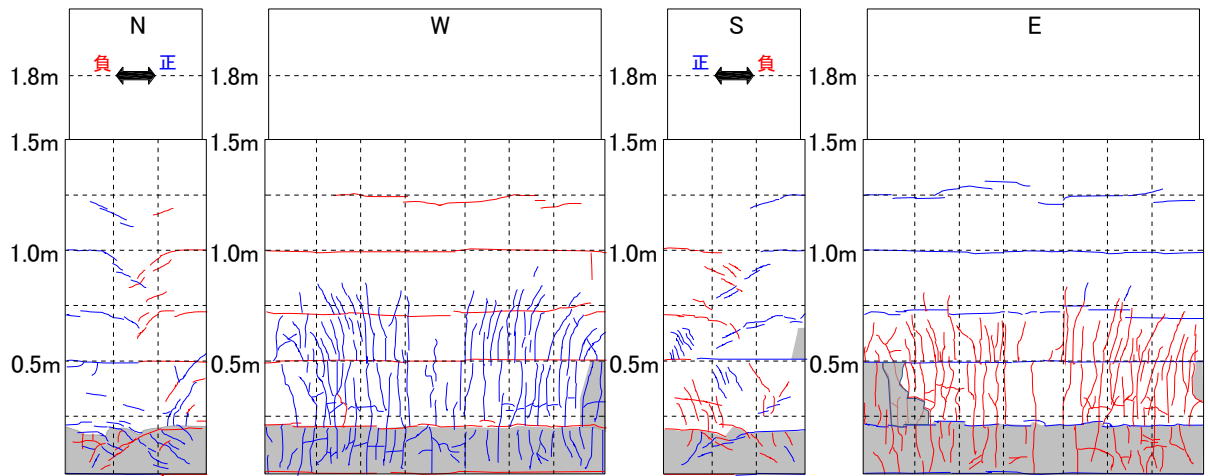 N W S E
負 正 正 負
1.8m 1.8m 1.8m 1.8m
1.5m 1.5m 1.5m 1.5m
1.0m 1.0m 1.0m 1.0m
0.5m 0.5m 0.5m 0.5m